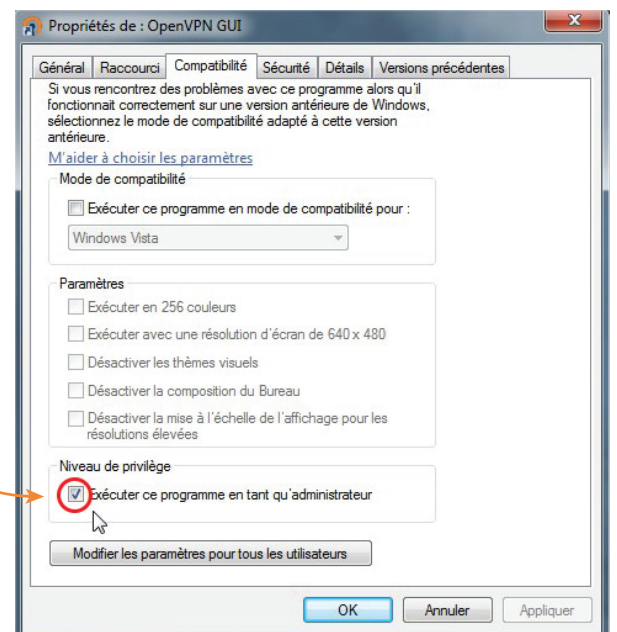 Propriétés de : OpenVPN GUI
Général Raccourci Compatibilité Sécurité Détails Versions précédentes
Si vous rencontrez des problèmes avec ce programme alors qu'il
fonctionnait correctement sur une version antérieure de Windows,
sélectionnez le mode de compatibilité adapté à cette version
antérieure.
M'aider à choisir les paramètres
Mode de compatibilité
Exécuter ce programme en mode de compatibilité pour :
Windows Vista
Paramètres
Exécuter en 256 couleurs
Exécuter avec une résolution d'écran de 640 x 480
Désactiver les thèmes visuels
Désactiver la composition du Bureau
Désactiver la mise à l'échelle de l'affichage pour les
résolutions élevées
Niveau de privilège
Exécuter ce programme en tant qu'administrateur
Modifier les paramètres pour tous les utilisateurs
OK Annuler Appliquer